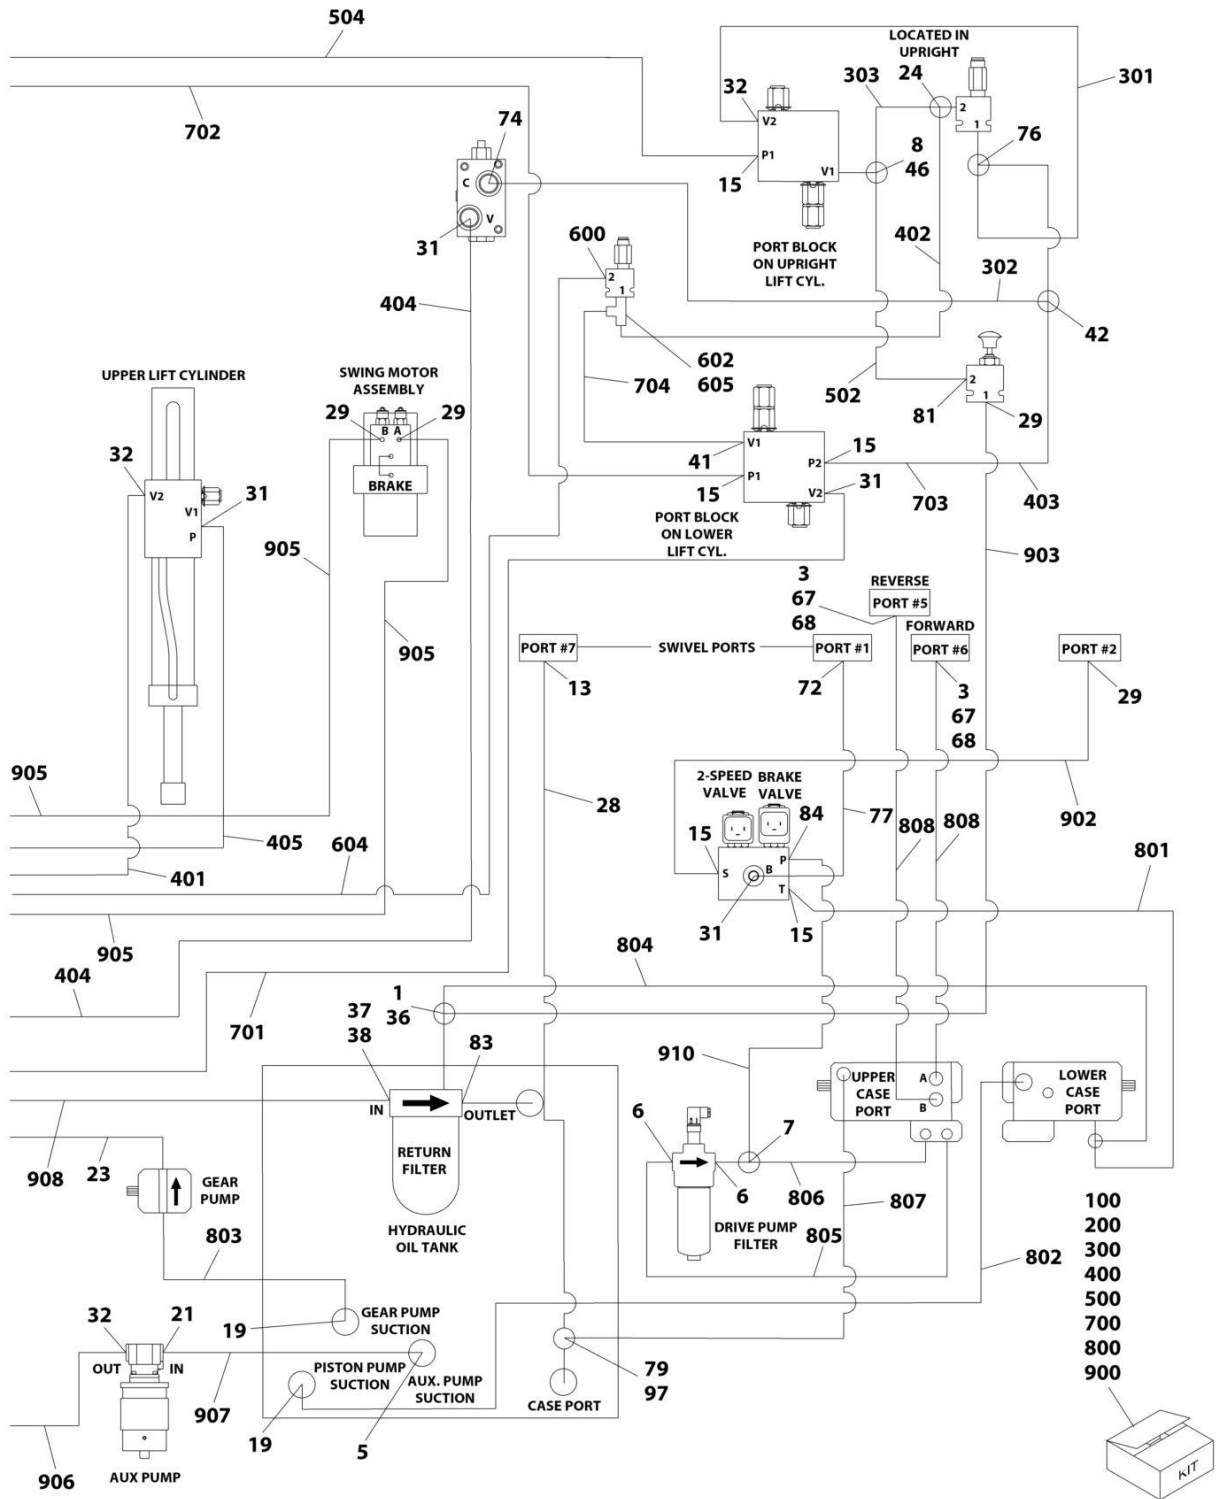 504
LOCATED IN
UPRIGHT
303
24
301
32
702
74
V2
2
1
76
P1
8
46
15
V1
C
V
31
600
402
PORT BLOCK
ON UPRIGHT
LIFT CYL.
2
1
302
404
42
602
605
UPPER LIFT CYLINDER
SWING MOTOR
ASSEMBLY
704
502
2
1
81
29
29
29
B A
32
V1
41
P2
15
V2
31
BRAKE
P1
15
31
V2
703
403
V1
P
PORT BLOCK
ON LOWER
LIFT CYL.
905
903
3
67
68
REVERSE
PORT #5
FORWARD
905
PORT #7
SWIVEL PORTS
PORT #1
PORT #6
PORT #2
13
72
3
67
68
29
905
2-SPEED
VALVE
BRAKE
VALVE
28
77
902
84
808
808
405
15
801
604
S
B
P
T
401
31
15
905
804
404
1
36
37
38
701
83
910
UPPER
CASE
PORT
A
B
LOWER
CASE
PORT
IN
OUTLET
6
7
908
23
RETURN
FILTER
GEAR
PUMP
6
806
807
100
200
300
400
500
700
800
900
HYDRAULIC
OIL TANK
DRIVE PUMP
FILTER
805
802
803
32
21
19
GEAR PUMP
SUCTION
OUT
IN
PISTON PUMP
SUCTION
AUX. PUMP
SUCTION
79
97
907
CASE PORT
19
5
906
AUX PUMP
KIT